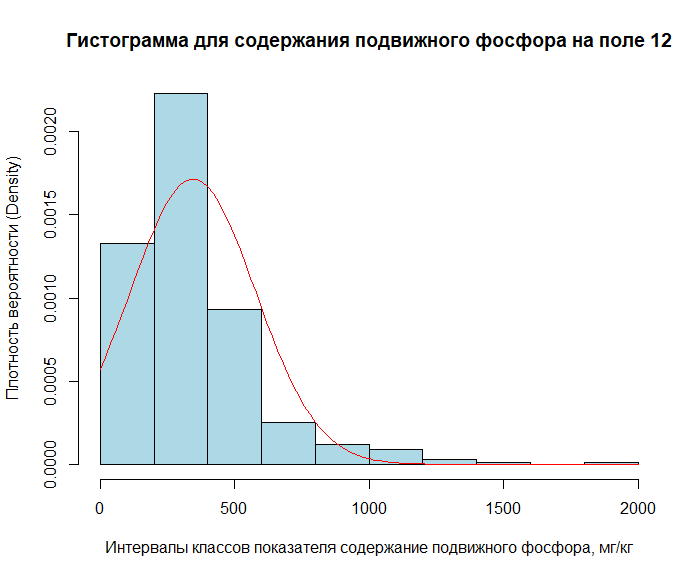 Гистограмма для содержания подвижного фосфора на поле 12
Плотность вероятности (Density)
0.0020
0.0015
0.0010
0.0005
0.0000
0 500 1000 1500 2000
Интервалы классов показателя содержание подвижного фосфора, мг/кг